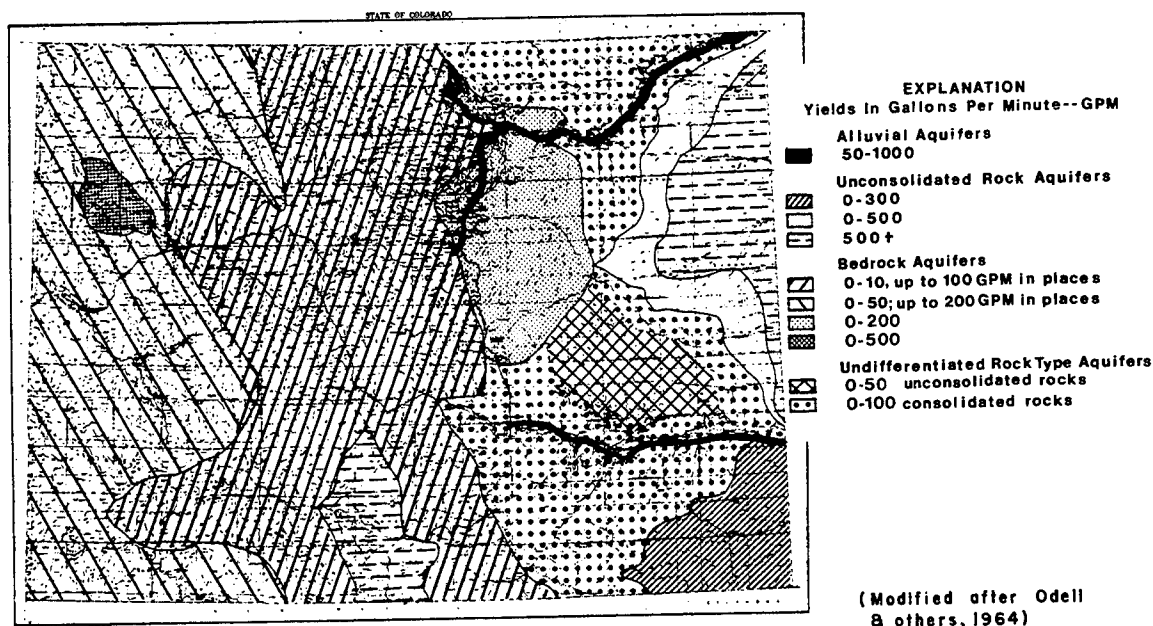 STATE OF COLORADO
EXPLANATION
Yields In Gallons Per Minute--GPM
Alluvial Aquifers
50-1000
Unconsolidated Rock Aquifers
0-300
0-500
500+
Bedrock Aquifers
0-10, up to 100 GPM in places
0-50; up to 200 GPM in places
0-200
0-500
Undifferentiated Rock Type Aquifers
0-50 unconsolidated rocks
0-100 consolidated rocks
(Modified after Odell
& others, 1964)